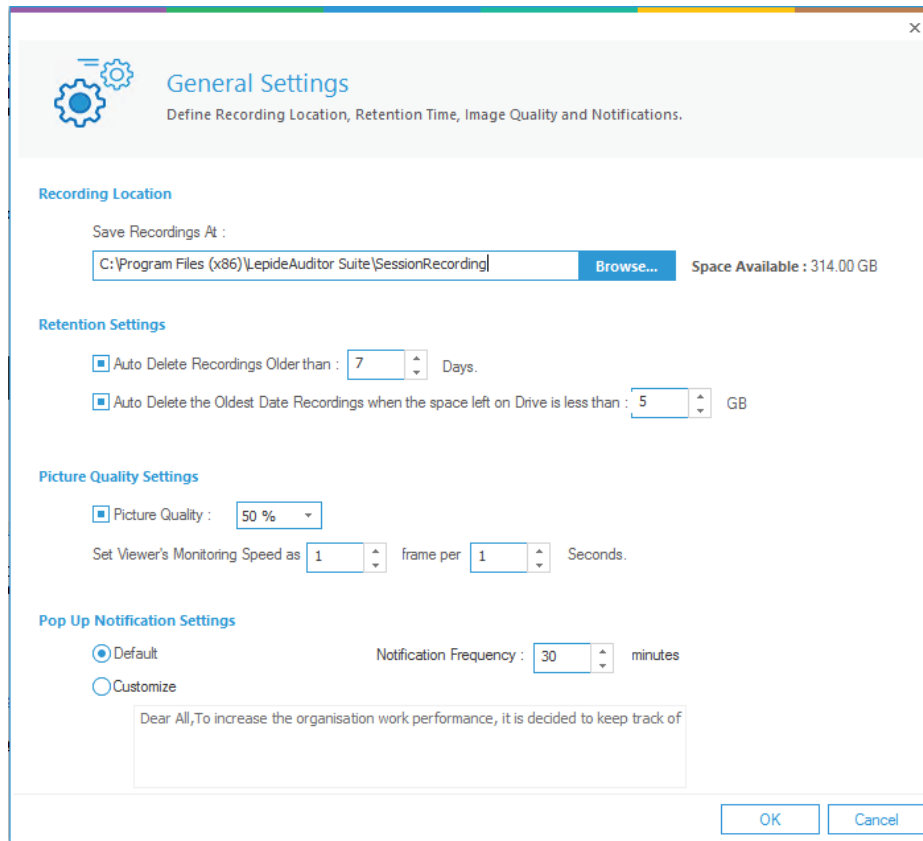 General Settings
Define Recording Location, Retention Time, Image Quality and Notifications.
Recording Location
Save Recordings At :
C:\Program Files (x86)\LepideAuditor Suite\SessionRecording Browse... Space Available : 314.00 GB
Retention Settings
Auto Delete Recordings Older than : 7 Days.
Auto Delete the Oldest Date Recordings when the space left on Drive is less than : 5 GB
Picture Quality Settings
Picture Quality : 50 %
Set Viewer's Monitoring Speed as 1 frame per 1 Seconds.
Pop Up Notification Settings
Default Notification Frequency : 30 minutes
Customize
Dear All,To increase the organisation work performance, it is decided to keep track of
OK Cancel